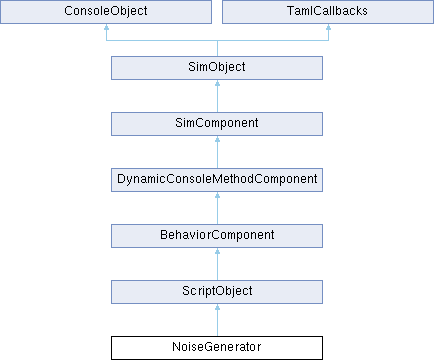 ConsoleObject
TamlCallbacks
SimObject
SimComponent
DynamicConsoleMethodComponent
BehaviorComponent
ScriptObject
NoiseGenerator